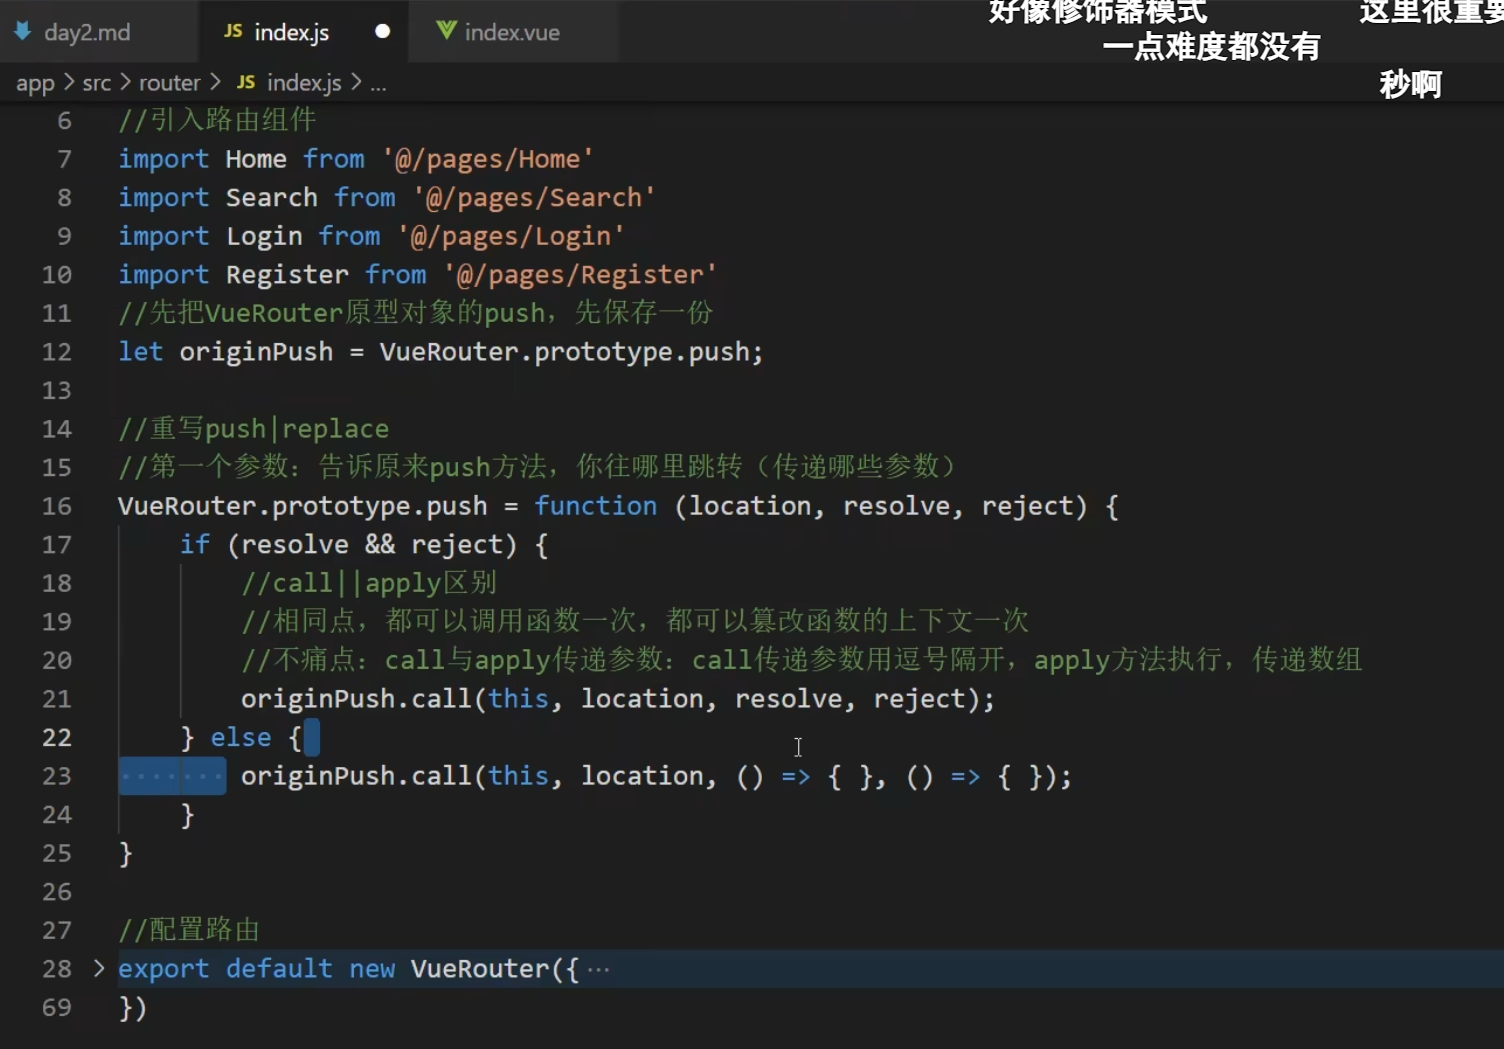 day2.md
JS index.js
index.vue
好像修饰器模式
这里很重要
一点难度都没有
秒啊
app > src > router > JS index.js > ...
6 //引入路由组件
7 import Home from '@/pages/Home'
8 import Search from '@/pages/Search'
9 import Login from '@/pages/Login'
10 import Register from '@/pages/Register'
11 //先把VueRouter原型对象的push，先保存一份
12 let originPush = VueRouter.prototype.push;
13
14 //重写push|replace
15 //第一个参数：告诉原来push方法，你往哪里跳转（传递哪些参数）
16 VueRouter.prototype.push = function (location, resolve, reject) {
17 if (resolve && reject) {
18 //call||apply区别
19 //相同点，都可以调用函数一次，都可以篡改函数的上下文一次
20 //不痛点：call与apply传递参数：call传递参数用逗号隔开，apply方法执行，传递数组
21 originPush.call(this, location, resolve, reject);
22 } else {
23 originPush.call(this, location, () => { }, () => { });
24 }
25 }
26
27 //配置路由
28 > export default new VueRouter({ ···
69 })